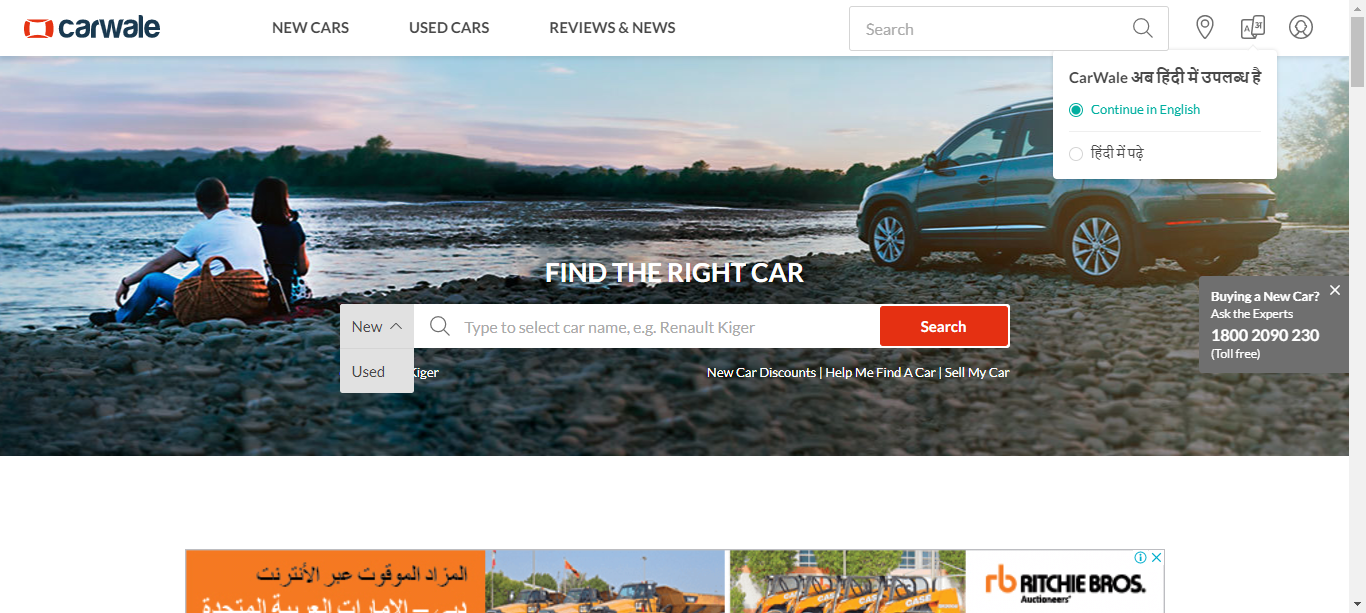 carwale
NEW CARS
USED CARS
REVIEWS & NEWS
Search
CarWale अब हिंदी में उपलब्ध है
Continue in English
हिंदी में पढ़े
FIND THE RIGHT CAR
New
Type to select car name, e.g. Renault Kiger
Search
Used
Kiger
New Car Discounts | Help Me Find A Car | Sell My Car
Buying a New Car?
Ask the Experts
1800 2090 230
(Toll free)
المزاد الموقوت عبر الأنترنت
دبي – الإمارات العربية المتحدة
rb RITCHIE BROS.
Auctioneers